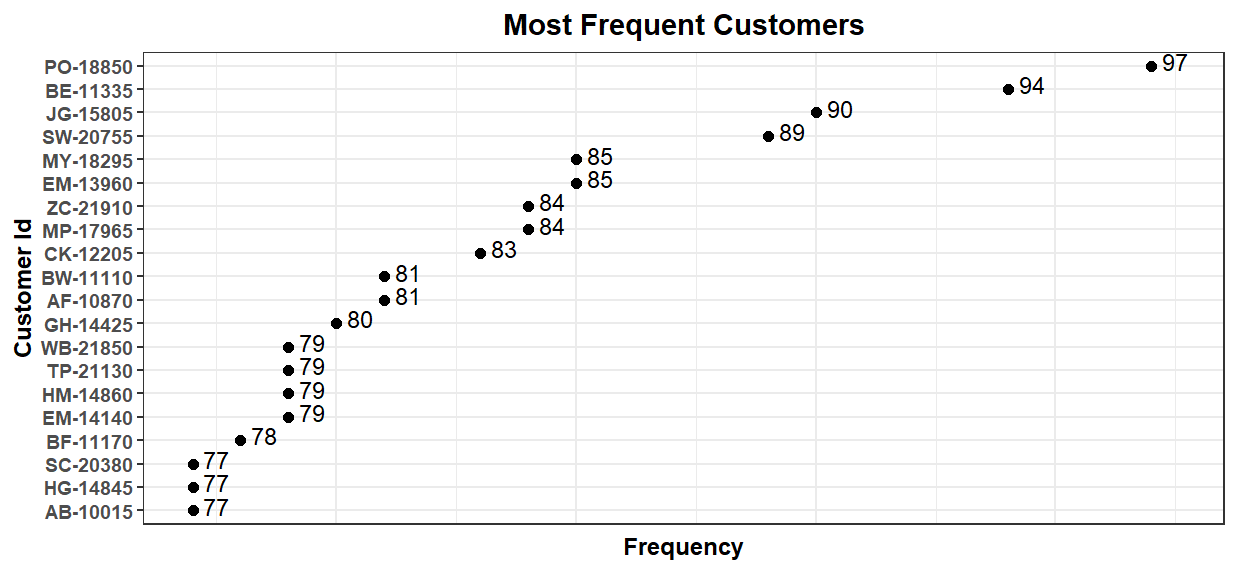 Most Frequent Customers
Customer Id
PO-18850 97
BE-11335 94
JG-15805 90
SW-20755 89
MY-18295 85
EM-13960 85
ZC-21910 84
MP-17965 84
CK-12205 83
BW-11110 81
AF-10870 81
GH-14425 80
WB-21850 79
TP-21130 79
HM-14860 79
EM-14140 79
BF-11170 78
SC-20380 77
HG-14845 77
AB-10015 77
Frequency